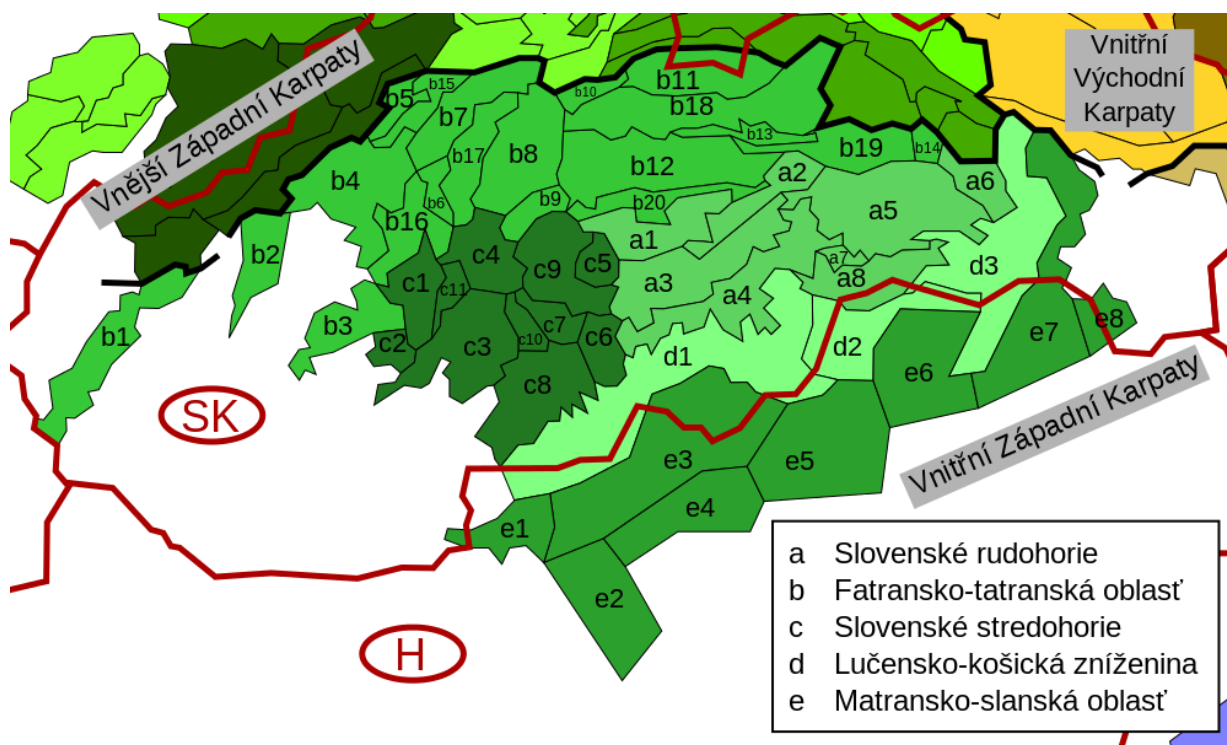 Vnější Západní Karpaty
Vnitřní
Východní
Karpaty
b15
b5
b10
b11
b7
b18
b13
b17
b8
b12
b19
b14
b4
a2
a6
b6
b9
b20
b16
a5
a1
b2
c4
c9
c5
a7
d3
c1
c11
a3
a8
a4
b3
b1
c7
c6
e7
e8
c2
c3
c10
d1
d2
c8
e6
SK
Vnitřní Západní Karpaty
e3
e5
e4
e1
e2
H
a Slovenské rudohorie
b Fatransko-tatranská oblasť
c Slovenské stredohorie
d Lučensko-košická zníženina
e Matransko-slanská oblasť